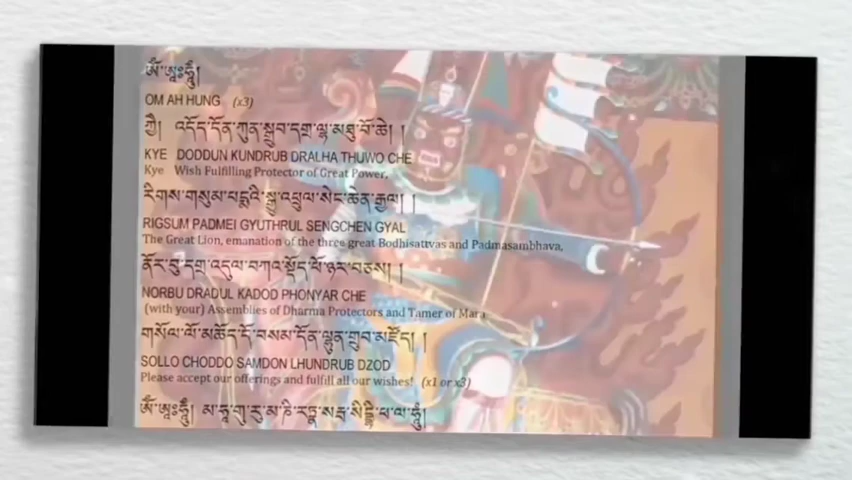 ༀ་ཨཱཿཧཱུྂ།
OM AH HUNG (x3)
ཀྱཻ། འདོད་དོན་ཀུན་སྒྲུབ་དགྲ་ལྷ་མཐུ་བོ་ཆེ། །
KYE DODDUN KUNDRUB DRALHA THUWO CHE
Kye Wish Fulfilling Protector of Great Power,
རིགས་གསུམ་པདྨའི་སྒྱུ་འཕྲུལ་སེང་ཆེན་རྒྱལ། །
RIGSUM PADMEI GYUTHRUL SENGCHEN GYAL
The Great Lion, emanation of the three great Bodhisattvas and Padmasambhava,
ནོར་བུ་དགྲ་འདུལ་བཀའ་སྡོད་ཕོ་ཉར་བཅས། །
NORBU DRADUL KADOD PHONYAR CHE
(with your) Assemblies of Dharma Protectors and Tamer of Mara
གསོལ་ལོ་མཆོད་དོ་བསམ་དོན་ལྷུན་གྲུབ་མཛོད། །
SOLLO CHODDO SAMDON LHUNDRUB DZOD
Please accept our offerings and fulfill all our wishes! (x1 or x3)
ༀ་ཨཱཿཧཱུྂ། མ་ཧཱ་གུ་རུ་མ་ཎི་རཱ་ཛ་སརྦ་སིདྡྷི་ཕ་ལ་ཧཱུྂ།